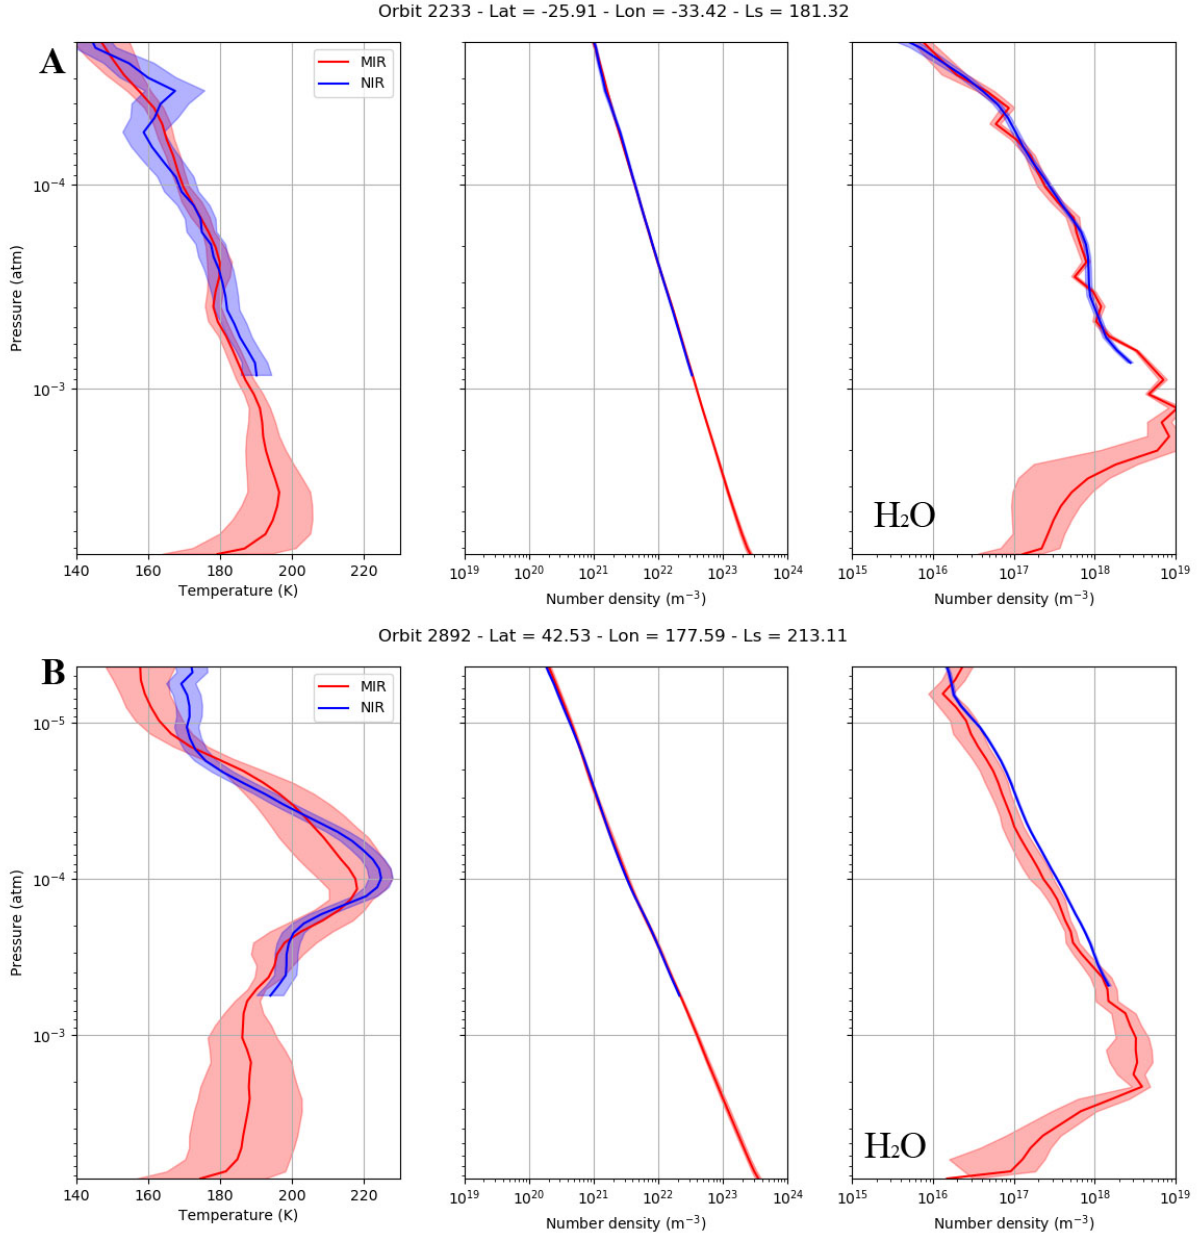 Orbit 2233 - Lat = -25.91 - Lon = -33.42 - Ls = 181.32
A
MIR
NIR
Pressure (atm)
10⁻⁴
10⁻³
140 160 180 200 220
Temperature (K)
10¹⁹ 10²⁰ 10²¹ 10²² 10²³ 10²⁴
Number density (m⁻³)
H₂O
10¹⁵ 10¹⁶ 10¹⁷ 10¹⁸ 10¹⁹
Number density (m⁻³)
Orbit 2892 - Lat = 42.53 - Lon = 177.59 - Ls = 213.11
B
MIR
NIR
Pressure (atm)
10⁻⁵
10⁻⁴
10⁻³
140 160 180 200 220
Temperature (K)
10¹⁹ 10²⁰ 10²¹ 10²² 10²³ 10²⁴
Number density (m⁻³)
H₂O
10¹⁵ 10¹⁶ 10¹⁷ 10¹⁸ 10¹⁹
Number density (m⁻³)